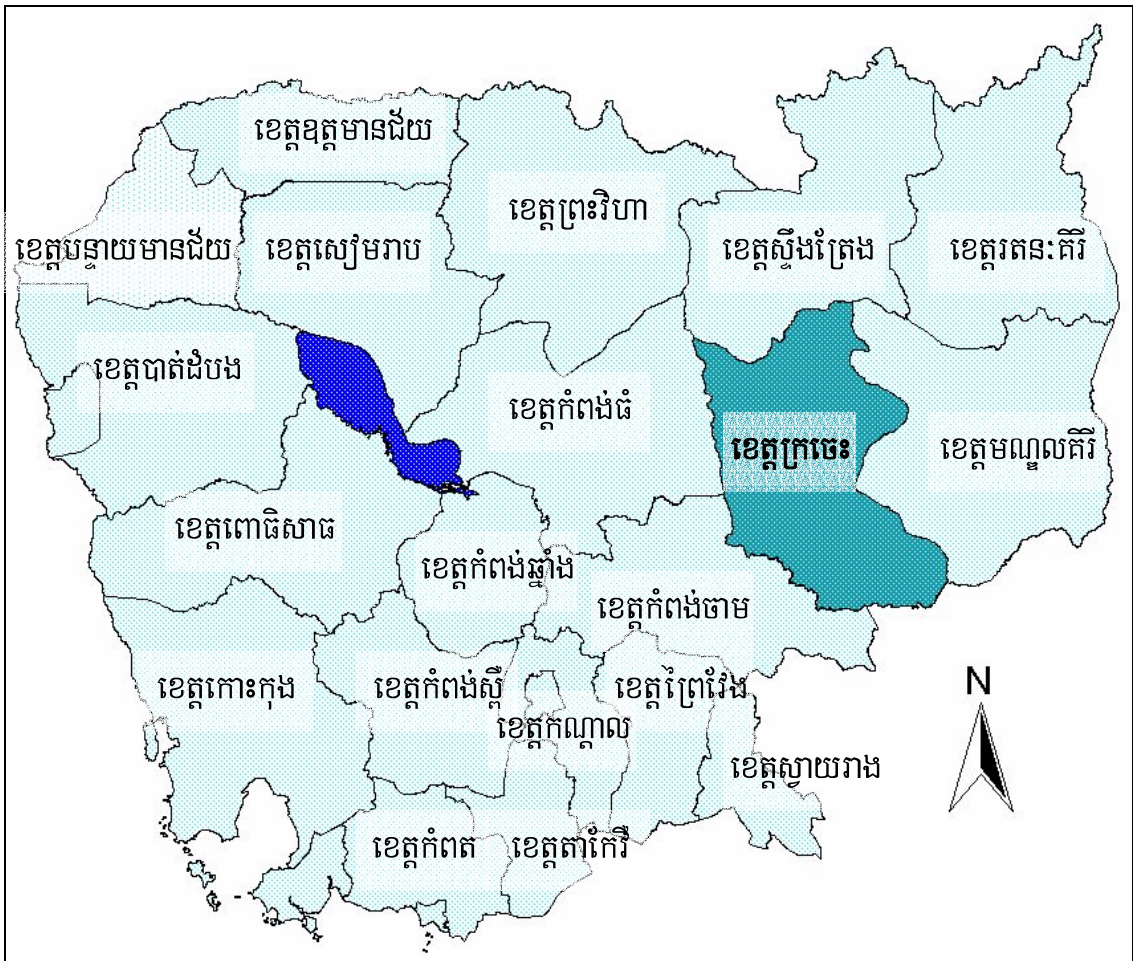 ខេត្តឧត្តមានជ័យ
ខេត្តព្រះវិហា
ខេត្តបន្ទាយមានជ័យ
ខេត្តសៀមរាប
ខេត្តស្ទឹងត្រែង
ខេត្តរតនៈគិរី
ខេត្តបាត់ដំបង
ខេត្តកំពង់ធំ
ខេត្តក្រចេះ
ខេត្តមណ្ឌលគិរី
ខេត្តពោធិសាធ
ខេត្តកំពង់ឆ្នាំង
ខេត្តកំពង់ចាម
ខេត្តកោះកុង
ខេត្តកំពង់ស្ពឺ
ខេត្តព្រៃវែង
N
ខេត្តកណ្តាល
ខេត្តស្វាយរាង
ខេត្តកំពត
ខេត្តតាកែវ